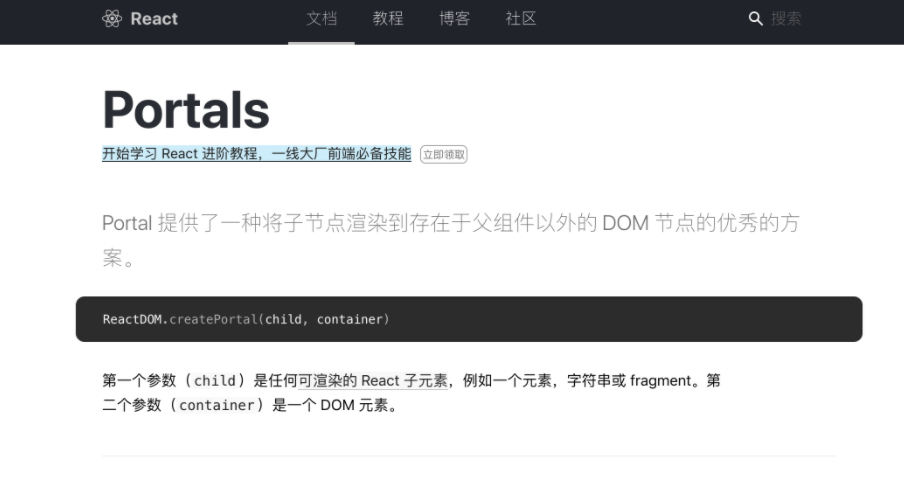 React 文档 教程 博客 社区 搜索
Portals
开始学习 React 进阶教程，一线大厂前端必备技能 立即领取
Portal 提供了一种将子节点渲染到存在于父组件以外的 DOM 节点的优秀的方
案。
ReactDOM.createPortal(child, container)
第一个参数（child）是任何可渲染的 React 子元素，例如一个元素，字符串或 fragment。第
二个参数（container）是一个 DOM 元素。